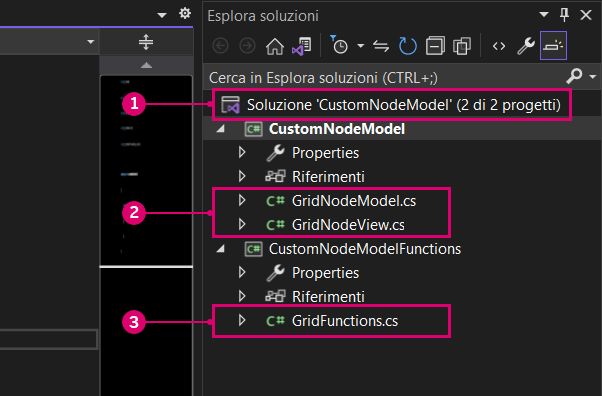 Esplora soluzioni
Cerca in Esplora soluzioni (CTRL+;)
1 Soluzione 'CustomNodeModel' (2 di 2 progetti)
C# CustomNodeModel
Properties
Riferimenti
C# GridNodeModel.cs
2
C# GridNodeView.cs
C# CustomNodeModelFunctions
Properties
Riferimenti
3 C# GridFunctions.cs